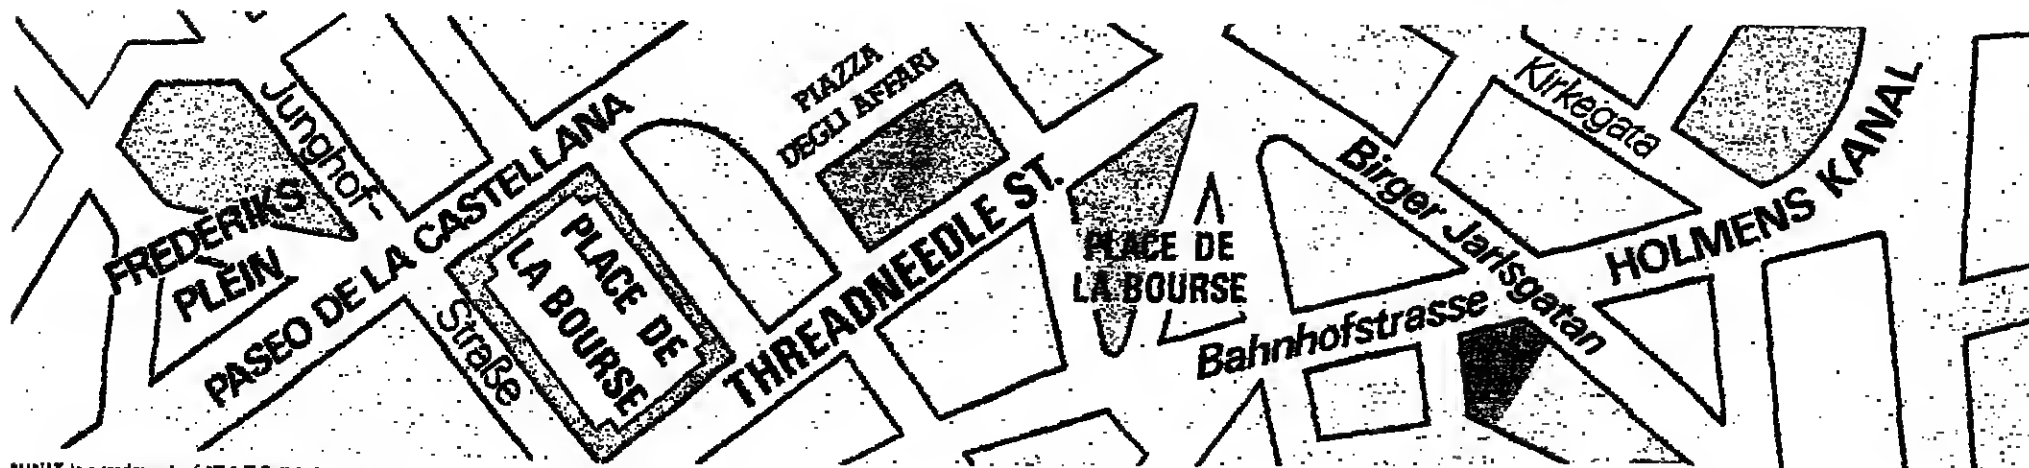 Junghof-
Straße
FREDERIKS
PLEIN
PASEO DE LA CASTELLANA
PLACE DE
LA BOURSE
PIAZZA
DEGLI AFFARI
THREADNEEDLE ST.
PLACE DE
LA BOURSE
Birger Jarlsgatan
Bahnhofstrasse
Kirkegata
HOLMENS KANAL